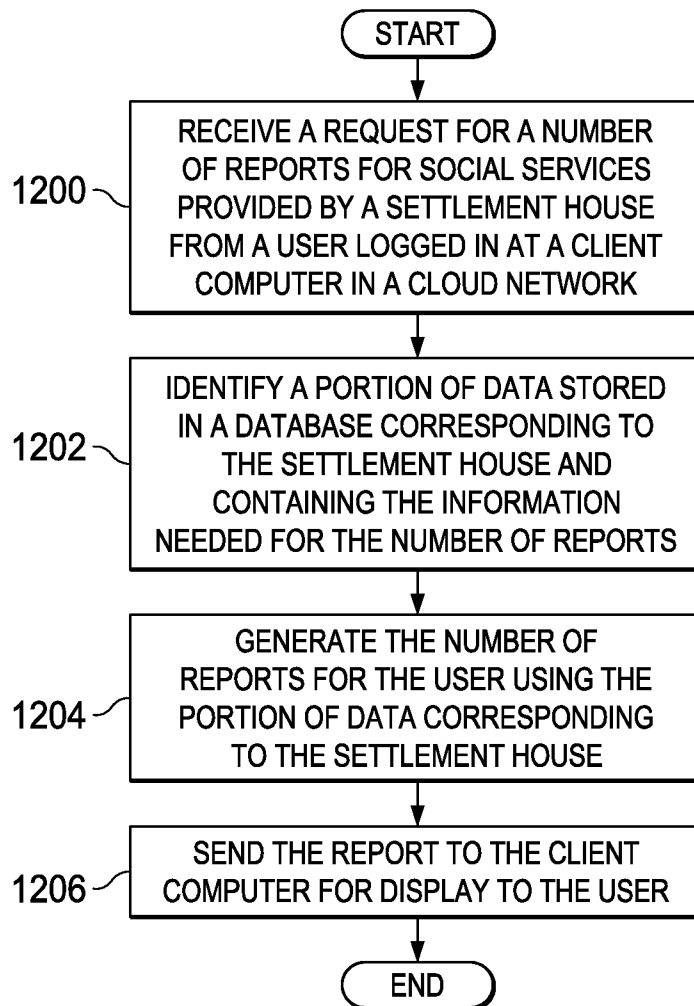 START
1200
RECEIVE A REQUEST FOR A NUMBER
OF REPORTS FOR SOCIAL SERVICES
PROVIDED BY A SETTLEMENT HOUSE
FROM A USER LOGGED IN AT A CLIENT
COMPUTER IN A CLOUD NETWORK
1202
IDENTIFY A PORTION OF DATA STORED
IN A DATABASE CORRESPONDING TO
THE SETTLEMENT HOUSE AND
CONTAINING THE INFORMATION
NEEDED FOR THE NUMBER OF REPORTS
1204
GENERATE THE NUMBER OF
REPORTS FOR THE USER USING THE
PORTION OF DATA CORRESPONDING
TO THE SETTLEMENT HOUSE
1206
SEND THE REPORT TO THE CLIENT
COMPUTER FOR DISPLAY TO THE USER
END